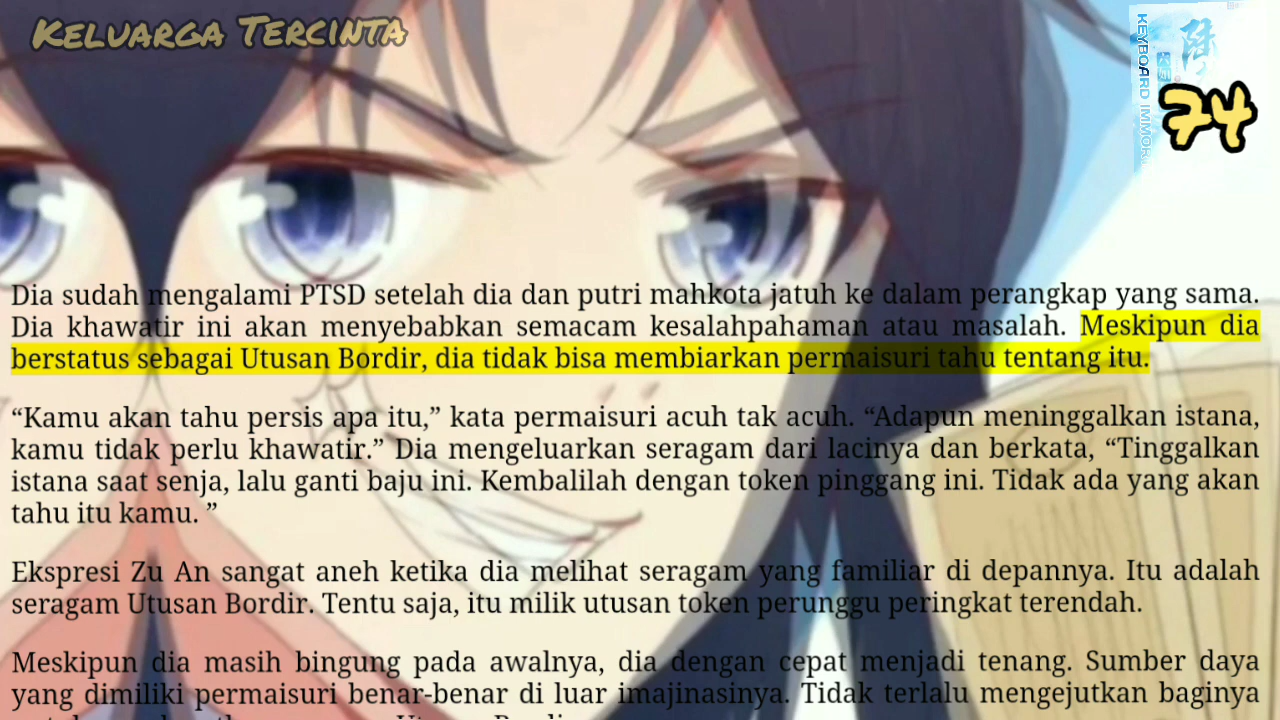 Keluarga Tercinta
KEYBOARD IMMOR
74
Dia sudah mengalami PTSD setelah dia dan putri mahkota jatuh ke dalam perangkap yang sama.
Dia khawatir ini akan menyebabkan semacam kesalahpahaman atau masalah. Meskipun dia
berstatus sebagai Utusan Bordir, dia tidak bisa membiarkan permaisuri tahu tentang itu.
“Kamu akan tahu persis apa itu,” kata permaisuri acuh tak acuh. “Adapun meninggalkan istana,
kamu tidak perlu khawatir.” Dia mengeluarkan seragam dari lacinya dan berkata, “Tinggalkan
istana saat senja, lalu ganti baju ini. Kembalilah dengan token pinggang ini. Tidak ada yang akan
tahu itu kamu. ”
Ekspresi Zu An sangat aneh ketika dia melihat seragam yang familiar di depannya. Itu adalah
seragam Utusan Bordir. Tentu saja, itu milik utusan token perunggu peringkat terendah.
Meskipun dia masih bingung pada awalnya, dia dengan cepat menjadi tenang. Sumber daya
yang dimiliki permaisuri benar-benar di luar imajinasinya. Tidak terlalu mengejutkan baginya